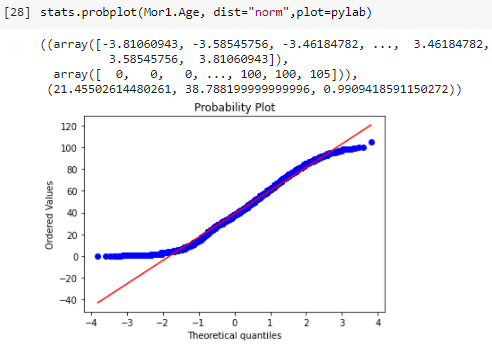 [28] stats.probplot(Mor1.Age, dist="norm",plot=pylab)
((array([-3.81060943, -3.58545756, -3.46184782, ..., 3.46184782,
3.58545756, 3.81060943]),
array([ 0, 0, 0, ..., 100, 100, 105])),
(21.45502614480261, 38.788199999999996, 0.9909418591150272))
Probability Plot
120
100
80
60
40
20
0
−20
−40
Ordered Values
−4 −3 −2 −1 0 1 2 3 4
Theoretical quantiles